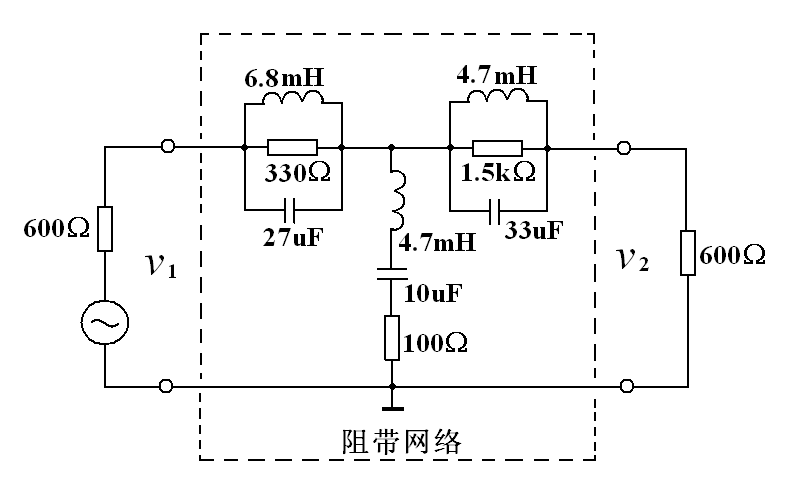 6.8mH
4.7mH
330Ω
1.5kΩ
27uF
33uF
600Ω
v1
4.7mH
v2
600Ω
10uF
100Ω
阻带网络